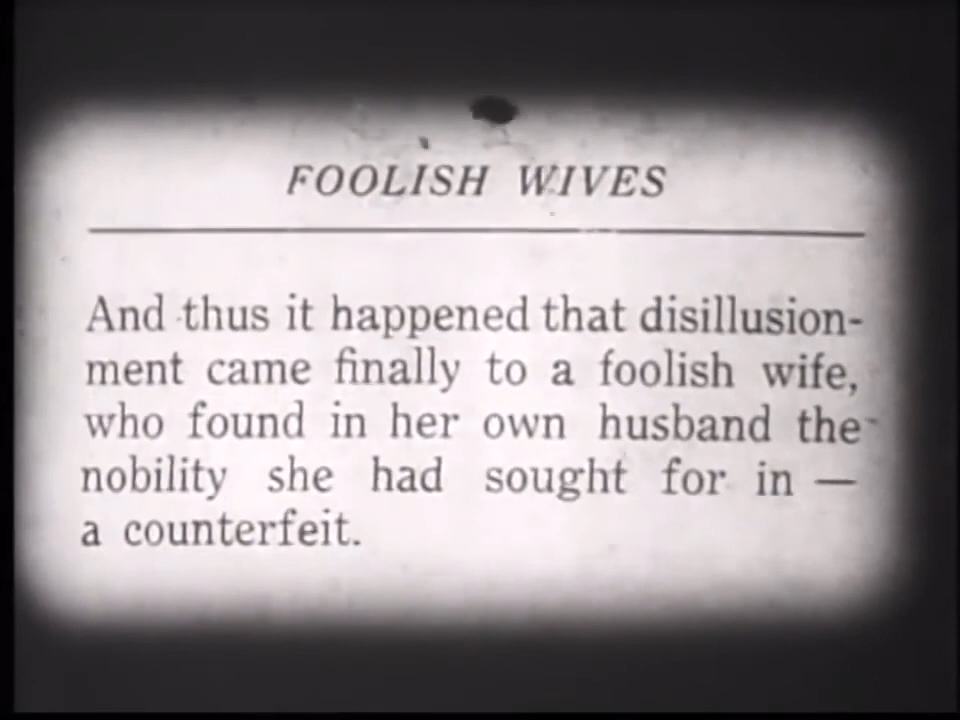 FOOLISH WIVES
And thus it happened that disillusion-
ment came finally to a foolish wife,
who found in her own husband the
nobility she had sought for in —
a counterfeit.